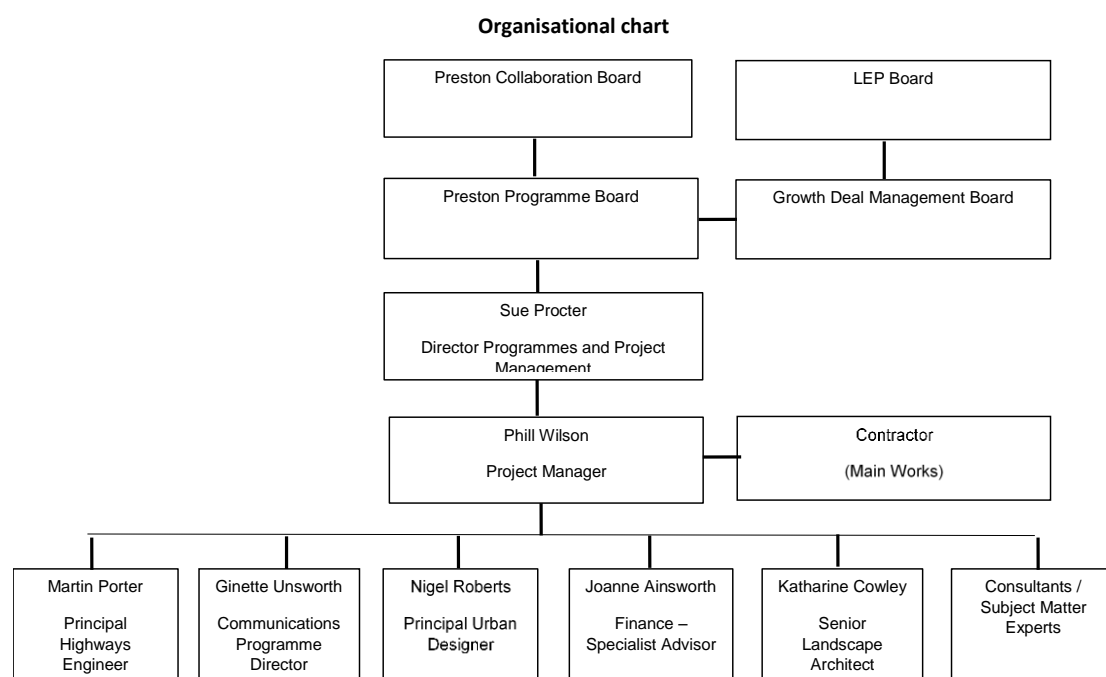 Organisational chart
Preston Collaboration Board
LEP Board
Preston Programme Board
Growth Deal Management Board
Sue Procter
Director Programmes and Project
Management
Phill Wilson
Project Manager
Contractor
(Main Works)
Martin Porter
Principal
Highways
Engineer
Ginette Unsworth
Communications
Programme
Director
Nigel Roberts
Principal Urban
Designer
Joanne Ainsworth
Finance –
Specialist Advisor
Katharine Cowley
Senior
Landscape
Architect
Consultants /
Subject Matter
Experts